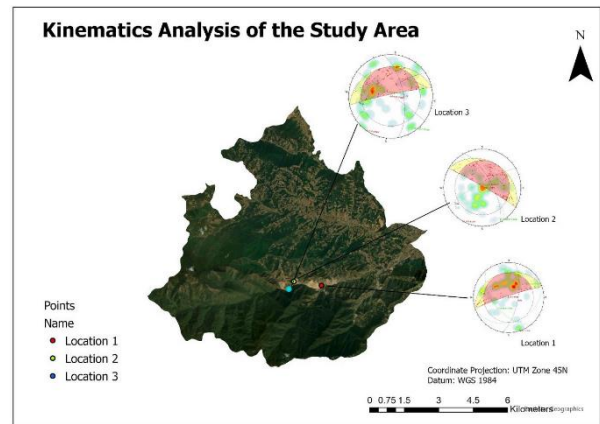 Kinematics Analysis of the Study Area
N
Location 3
Location 2
Location 1
Points
Name
Location 1
Location 2
Location 3
Coordinate Projection: UTM Zone 45N
Datum: WGS 1984
0 0.75 1.5 3 4.5 6
Kilometers